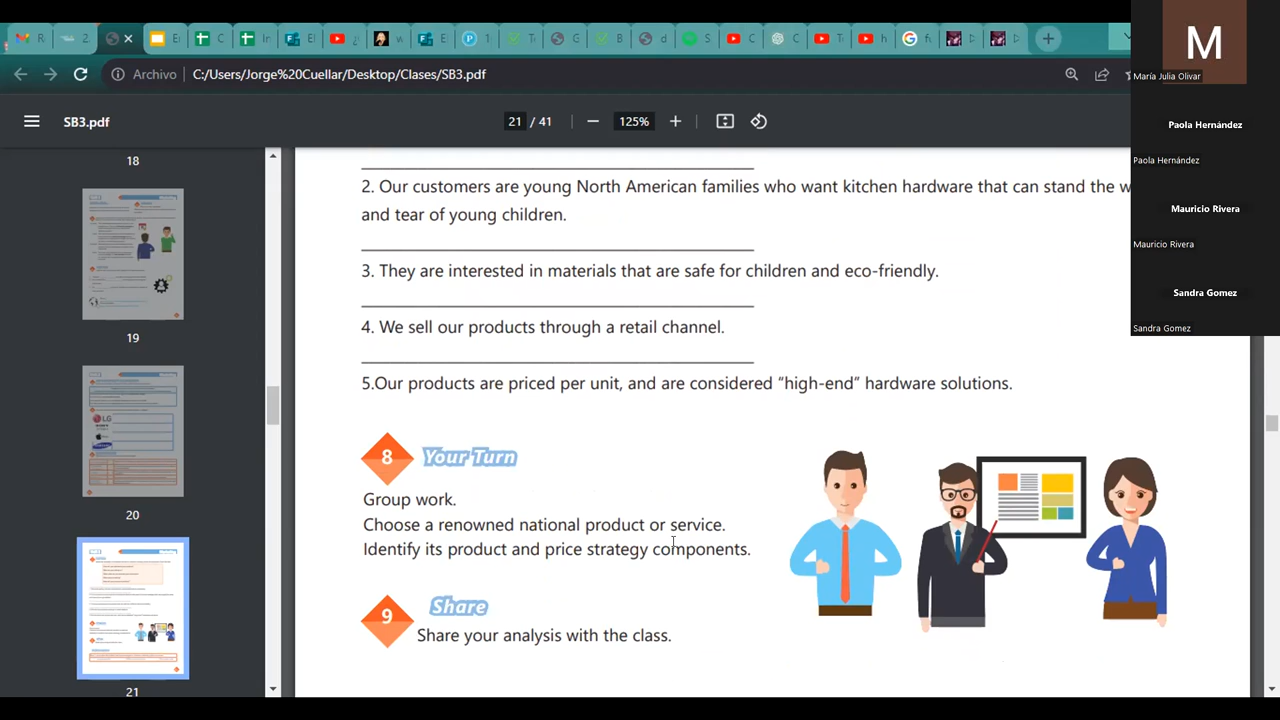 Archivo
C:/Users/Jorge%20Cuellar/Desktop/Clases/SB3.pdf
M
María Julia Olivar
SB3.pdf
21 / 41
125%
Paola Hernández
Paola Hernández
Mauricio Rivera
Mauricio Rivera
Sandra Gomez
Sandra Gomez
18
19
20
21
2. Our customers are young North American families who want kitchen hardware that can stand the w
and tear of young children.
3. They are interested in materials that are safe for children and eco-friendly.
4. We sell our products through a retail channel.
5.Our products are priced per unit, and are considered "high-end" hardware solutions.
8 Your Turn
Group work.
Choose a renowned national product or service.
Identify its product and price strategy components.
9 Share
Share your analysis with the class.